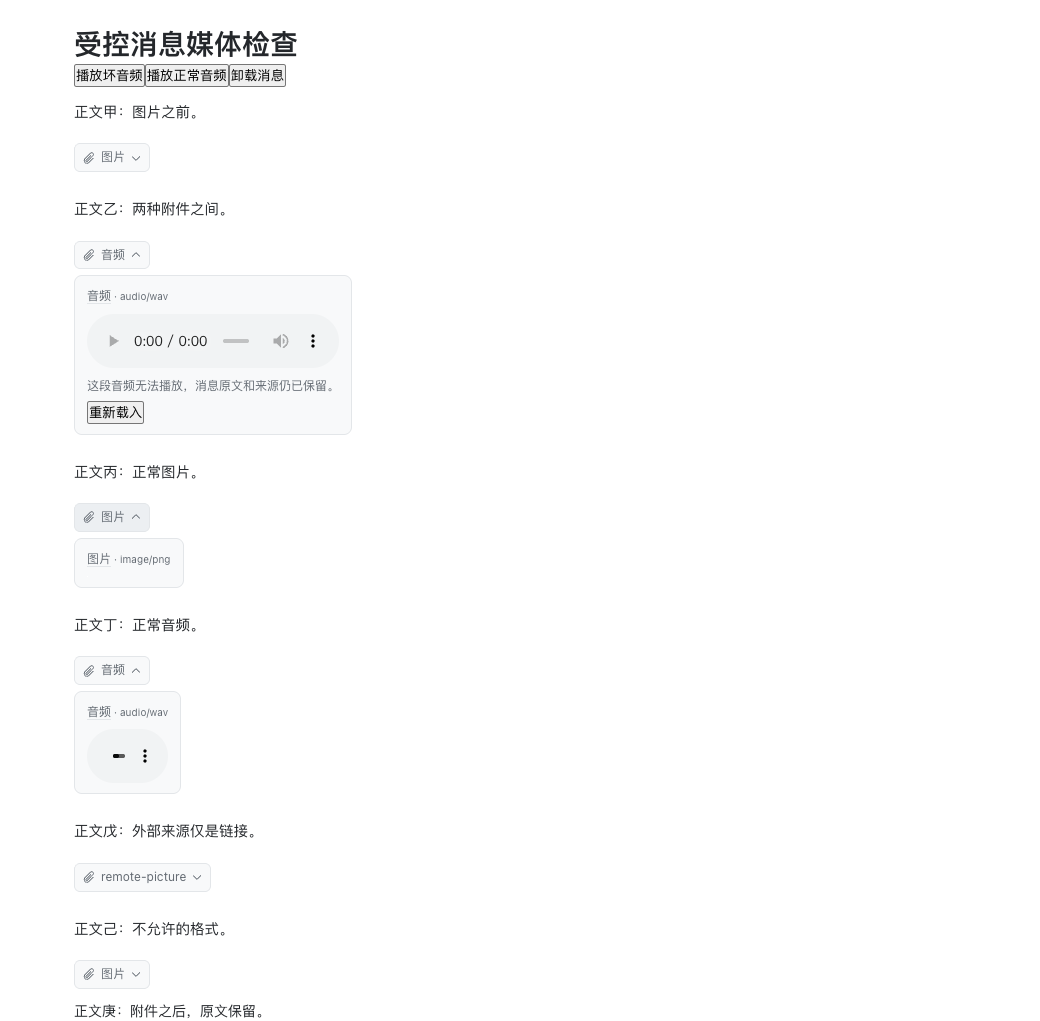 受控消息媒体检查
播放坏音频 播放正常音频 卸载消息
正文甲：图片之前。
图片
正文乙：两种附件之间。
音频
音频 · audio/wav
0:00 / 0:00
这段音频无法播放，消息原文和来源仍已保留。
重新载入
正文丙：正常图片。
图片
图片 · image/png
正文丁：正常音频。
音频
音频 · audio/wav
正文戊：外部来源仅是链接。
remote-picture
正文己：不允许的格式。
图片
正文庚：附件之后，原文保留。